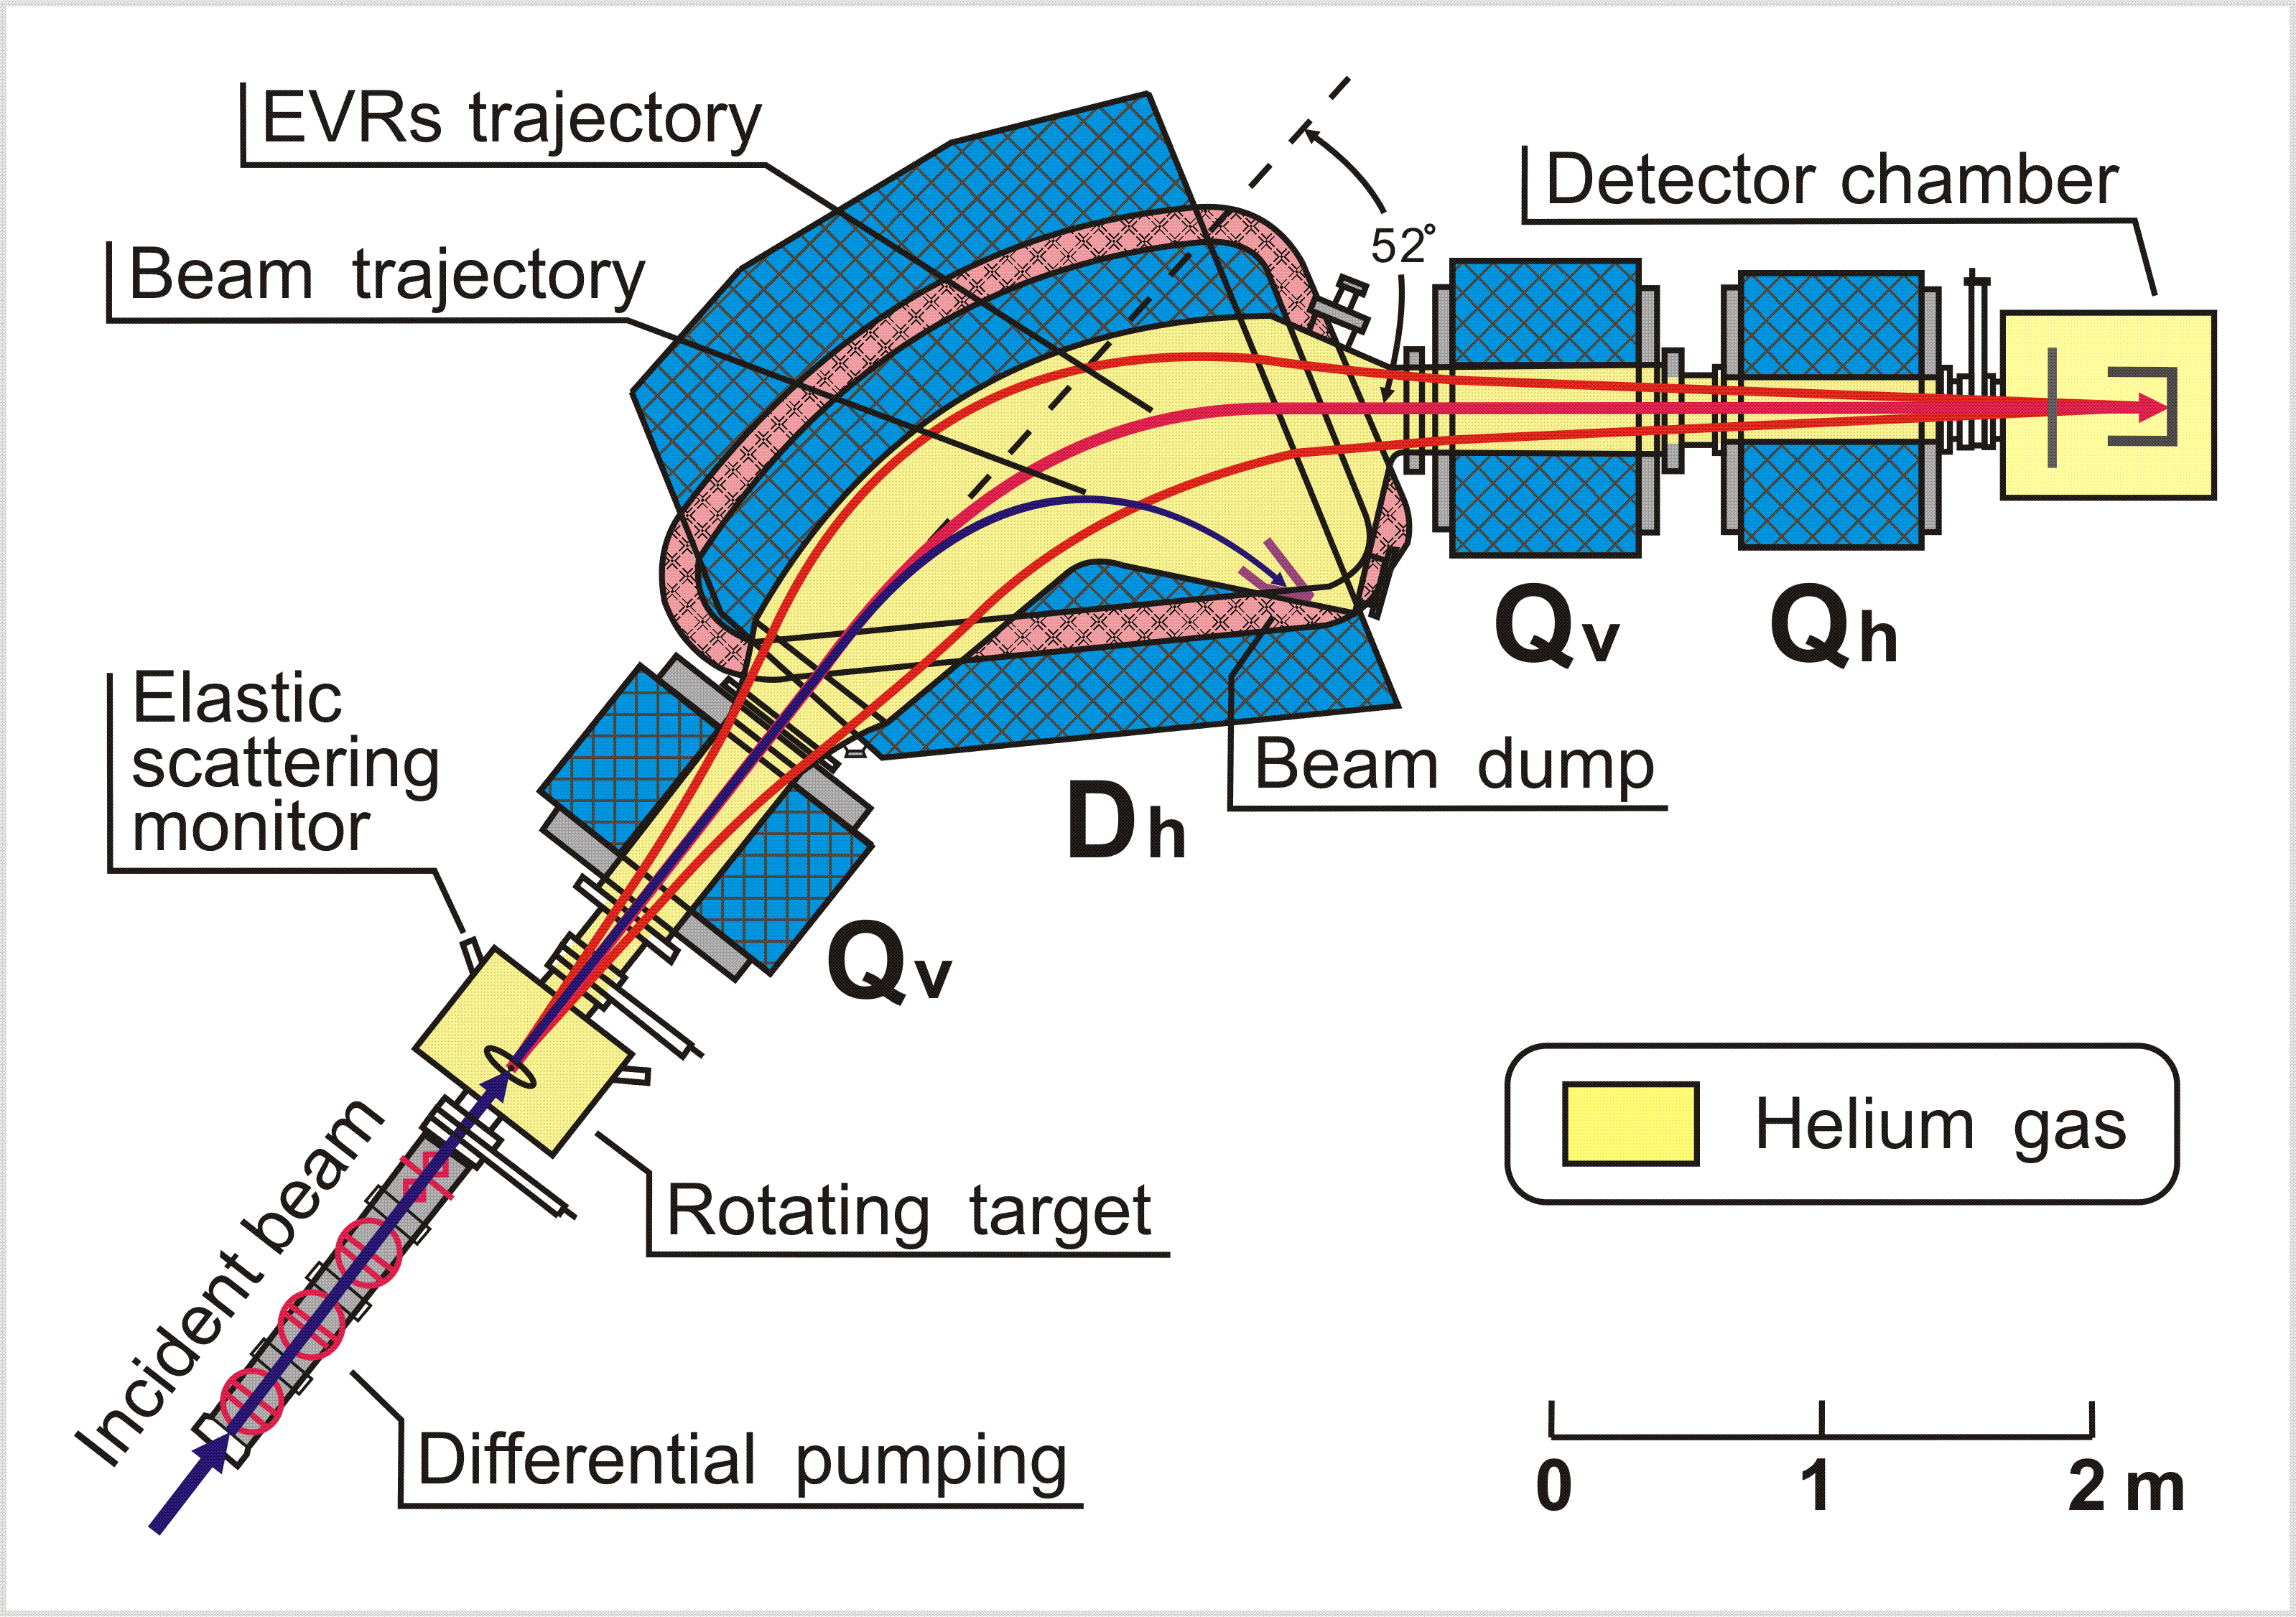 EVRs trajectory
Beam trajectory
52°
Detector chamber
Qv
Qh
Elastic
scattering
monitor
Beam dump
Dh
Qv
Helium gas
Rotating target
Incident beam
Differential pumping
0 1 2 m